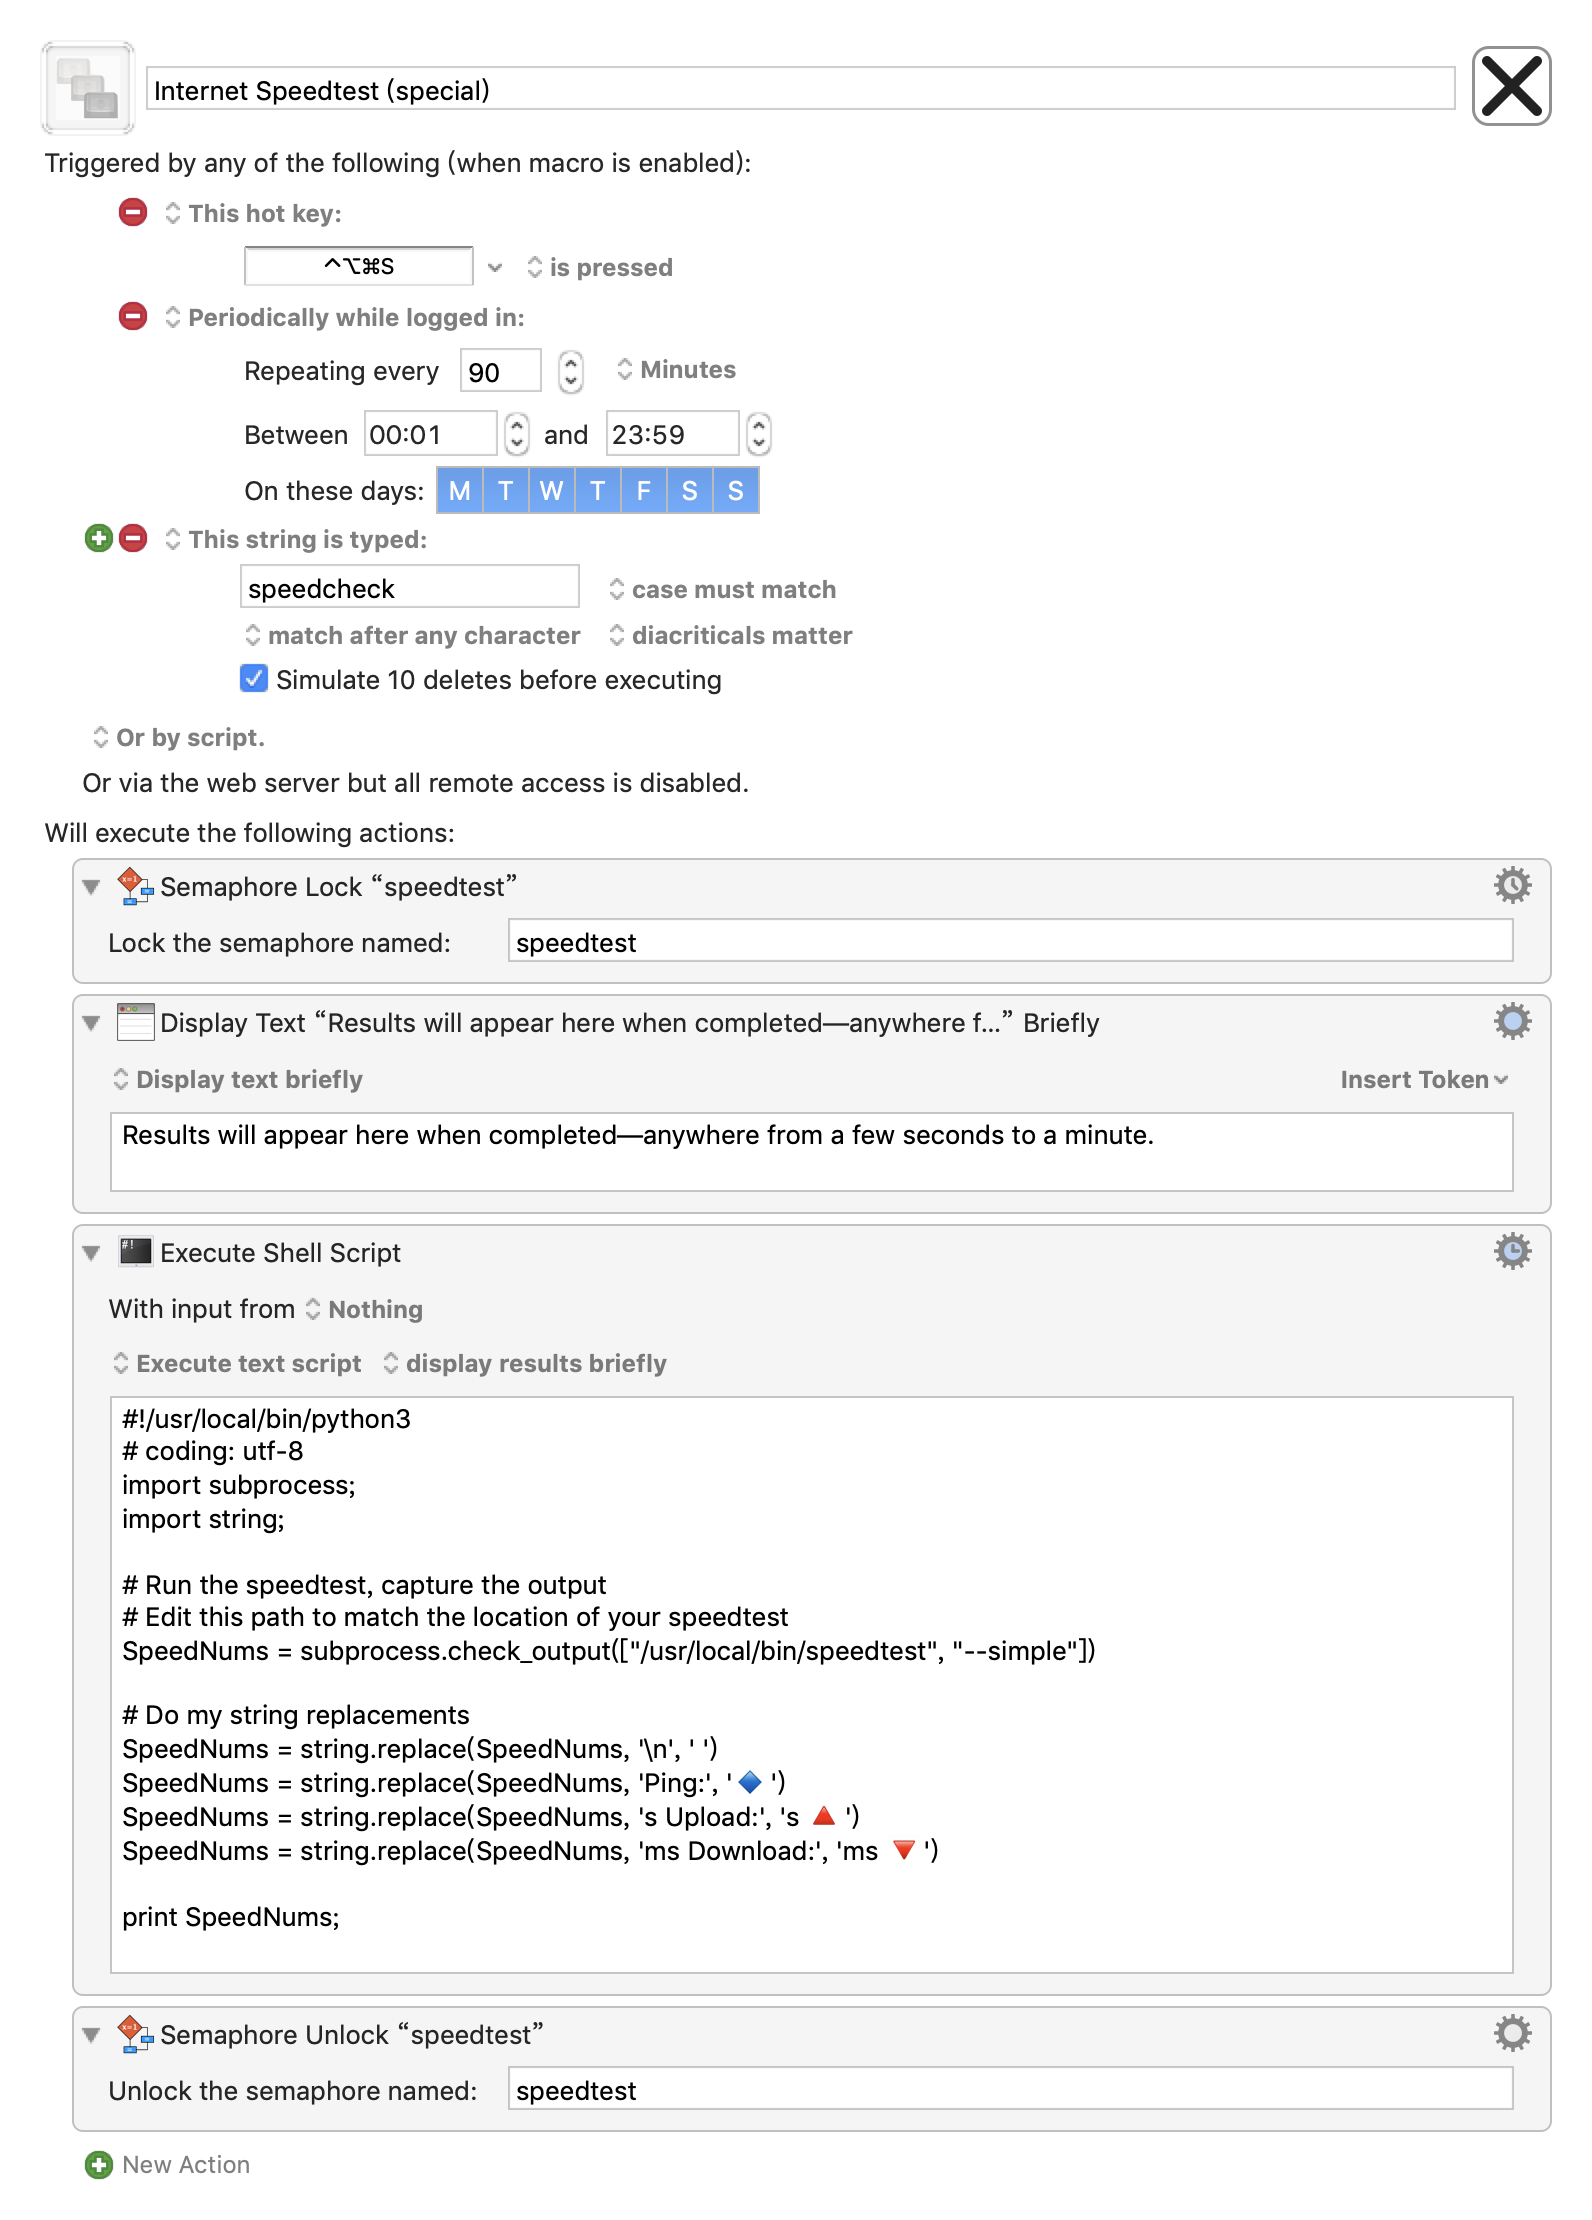 Internet Speedtest (special)
Triggered by any of the following (when macro is enabled):
This hot key:
^⌥⌘S is pressed
Periodically while logged in:
Repeating every 90 Minutes
Between 00:01 and 23:59
On these days: M T W T F S S
This string is typed:
speedcheck case must match
match after any character diacriticals matter
Simulate 10 deletes before executing
Or by script.
Or via the web server but all remote access is disabled.
Will execute the following actions:
x=1 Semaphore Lock “speedtest”
Lock the semaphore named: speedtest
Display Text “Results will appear here when completed—anywhere f...” Briefly
Display text briefly Insert Token
Results will appear here when completed—anywhere from a few seconds to a minute.
#! Execute Shell Script
With input from Nothing
Execute text script display results briefly
#!/usr/local/bin/python3
# coding: utf-8
import subprocess;
import string;
# Run the speedtest, capture the output
# Edit this path to match the location of your speedtest
SpeedNums = subprocess.check_output(["/usr/local/bin/speedtest", "--simple"])
# Do my string replacements
SpeedNums = string.replace(SpeedNums, '\n', ' ')
SpeedNums = string.replace(SpeedNums, 'Ping:', '🔷 ')
SpeedNums = string.replace(SpeedNums, 's Upload:', 's 🔺 ')
SpeedNums = string.replace(SpeedNums, 'ms Download:', 'ms 🔻 ')
print SpeedNums;
x=1 Semaphore Unlock “speedtest”
Unlock the semaphore named: speedtest
New Action